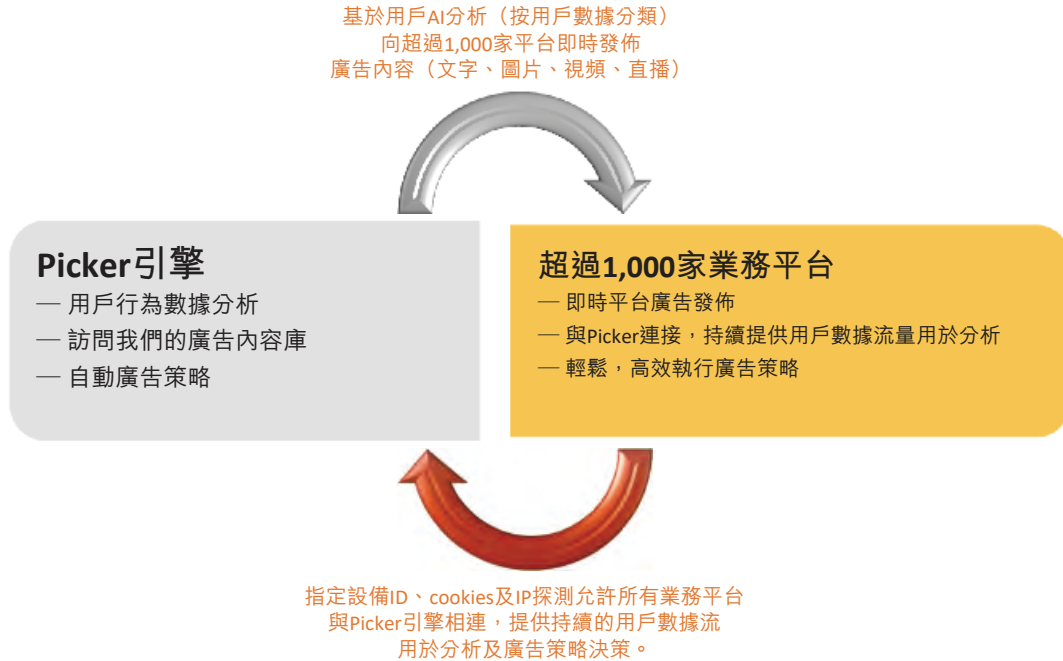 基於用戶AI分析（按用戶數據分類）
向超過1,000家平台即時發佈
廣告內容（文字、圖片、視頻、直播）
Picker引擎
— 用戶行為數據分析
— 訪問我們的廣告內容庫
— 自動廣告策略
超過1,000家業務平台
— 即時平台廣告發佈
— 與Picker連接，持續提供用戶數據流量用於分析
— 輕鬆，高效執行廣告策略
指定設備ID、cookies及IP探測允許所有業務平台
與Picker引擎相連，提供持續的用戶數據流
用於分析及廣告策略決策。